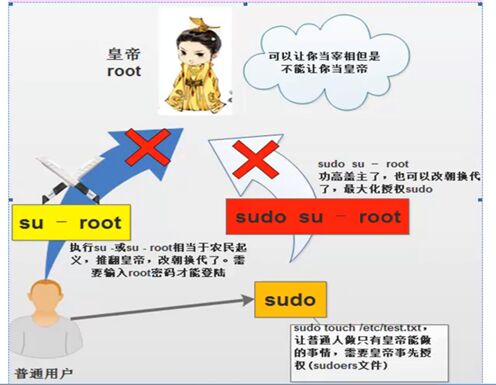 皇帝
root
可以让你当宰相但是
不能让你当皇帝
sudo su - root
功高盖主了，也可以改朝换代
了，最大化授权sudo
su - root
sudo su - root
执行su -或su - root相当于农民起
义，推翻皇帝，改朝换代了。需
要输入root密码才能登陆
sudo
sudo touch /etc/test.txt，
让普通人做只有皇帝能做
的事情，需要皇帝事先授
权(sudoers文件)
普通用户